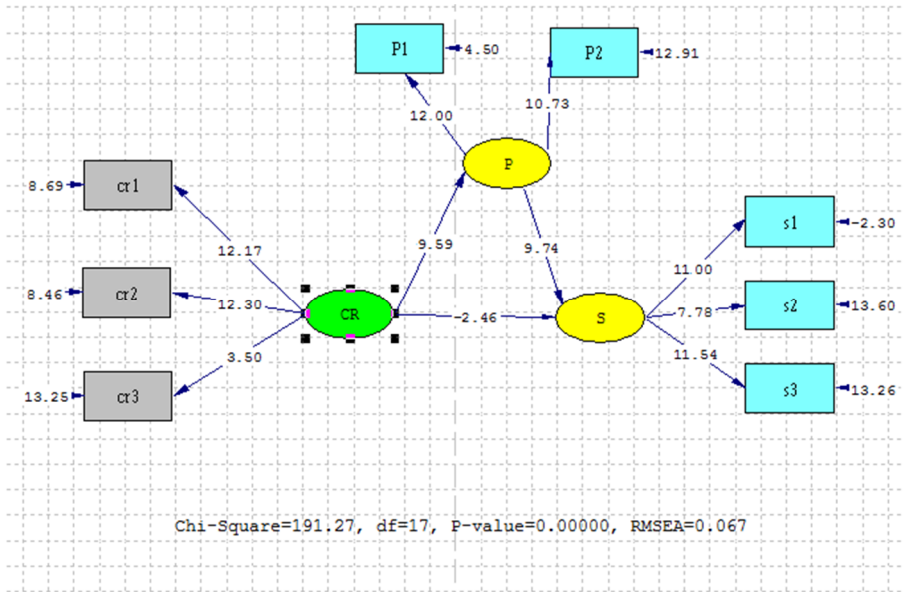 P1
4.50
P2
12.91
12.00
10.73
P
cr1
8.69
s1
-2.30
12.17
9.59
9.74
11.00
cr2
8.46
12.30
CR
-2.46
S
7.78
s2
13.60
3.50
11.54
cr3
13.25
s3
13.26
Chi-Square=191.27, df=17, P-value=0.00000, RMSEA=0.067